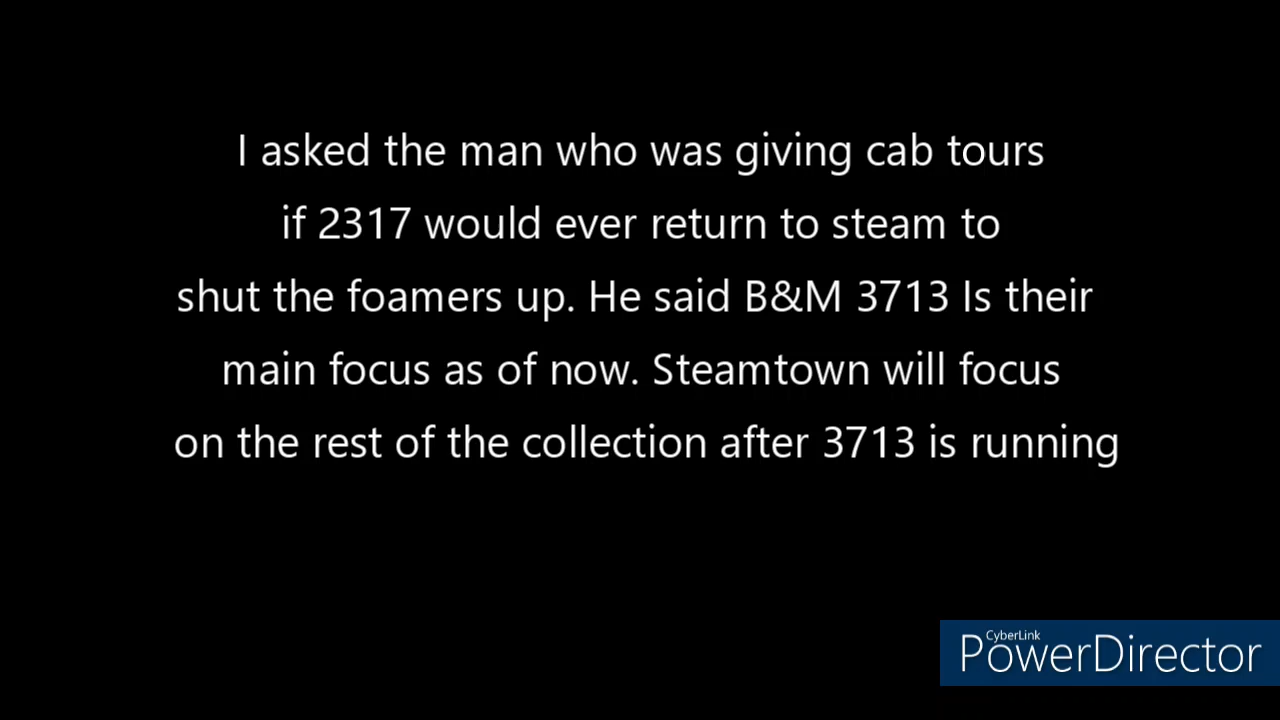 I asked the man who was giving cab tours
if 2317 would ever return to steam to
shut the foamers up. He said B&M 3713 Is their
main focus as of now. Steamtown will focus
on the rest of the collection after 3713 is running
CyberLink
PowerDirector